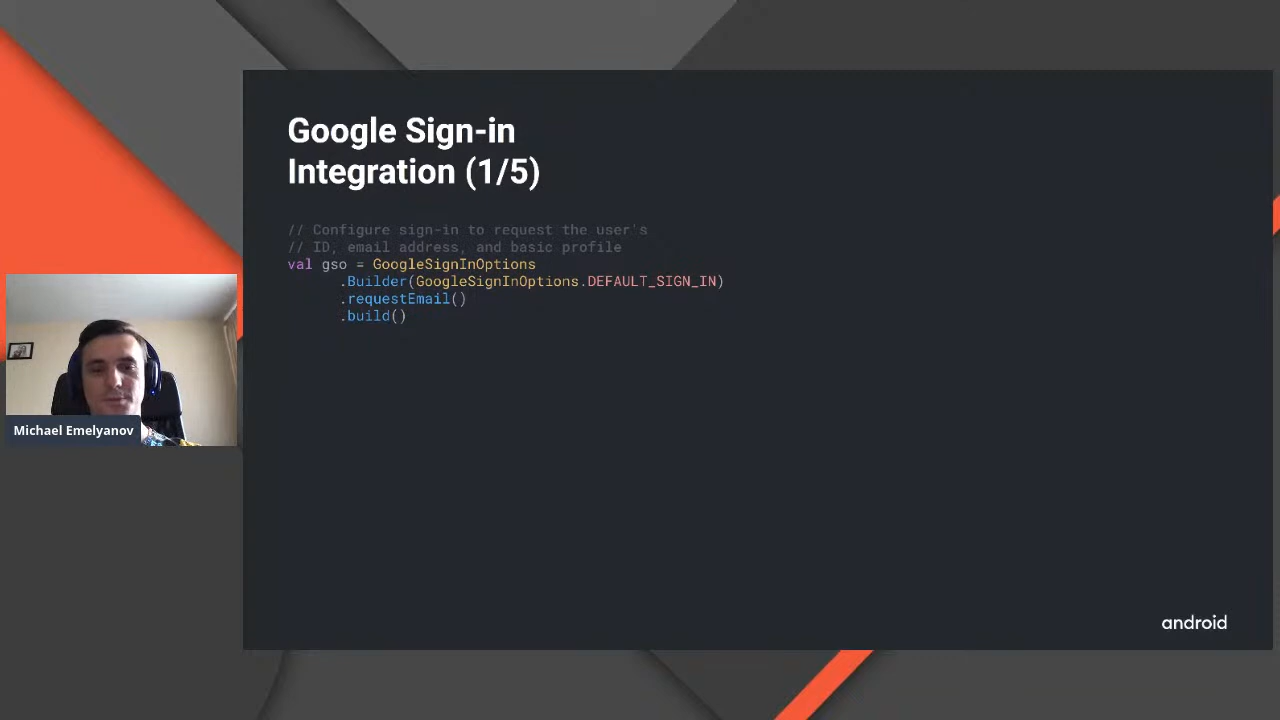 Google Sign-in
Integration (1/5)
// Configure sign-in to request the user's
// ID, email address, and basic profile
val gso = GoogleSignInOptions
.Builder(GoogleSignInOptions.DEFAULT_SIGN_IN)
.requestEmail()
.build()
Michael Emelyanov
android